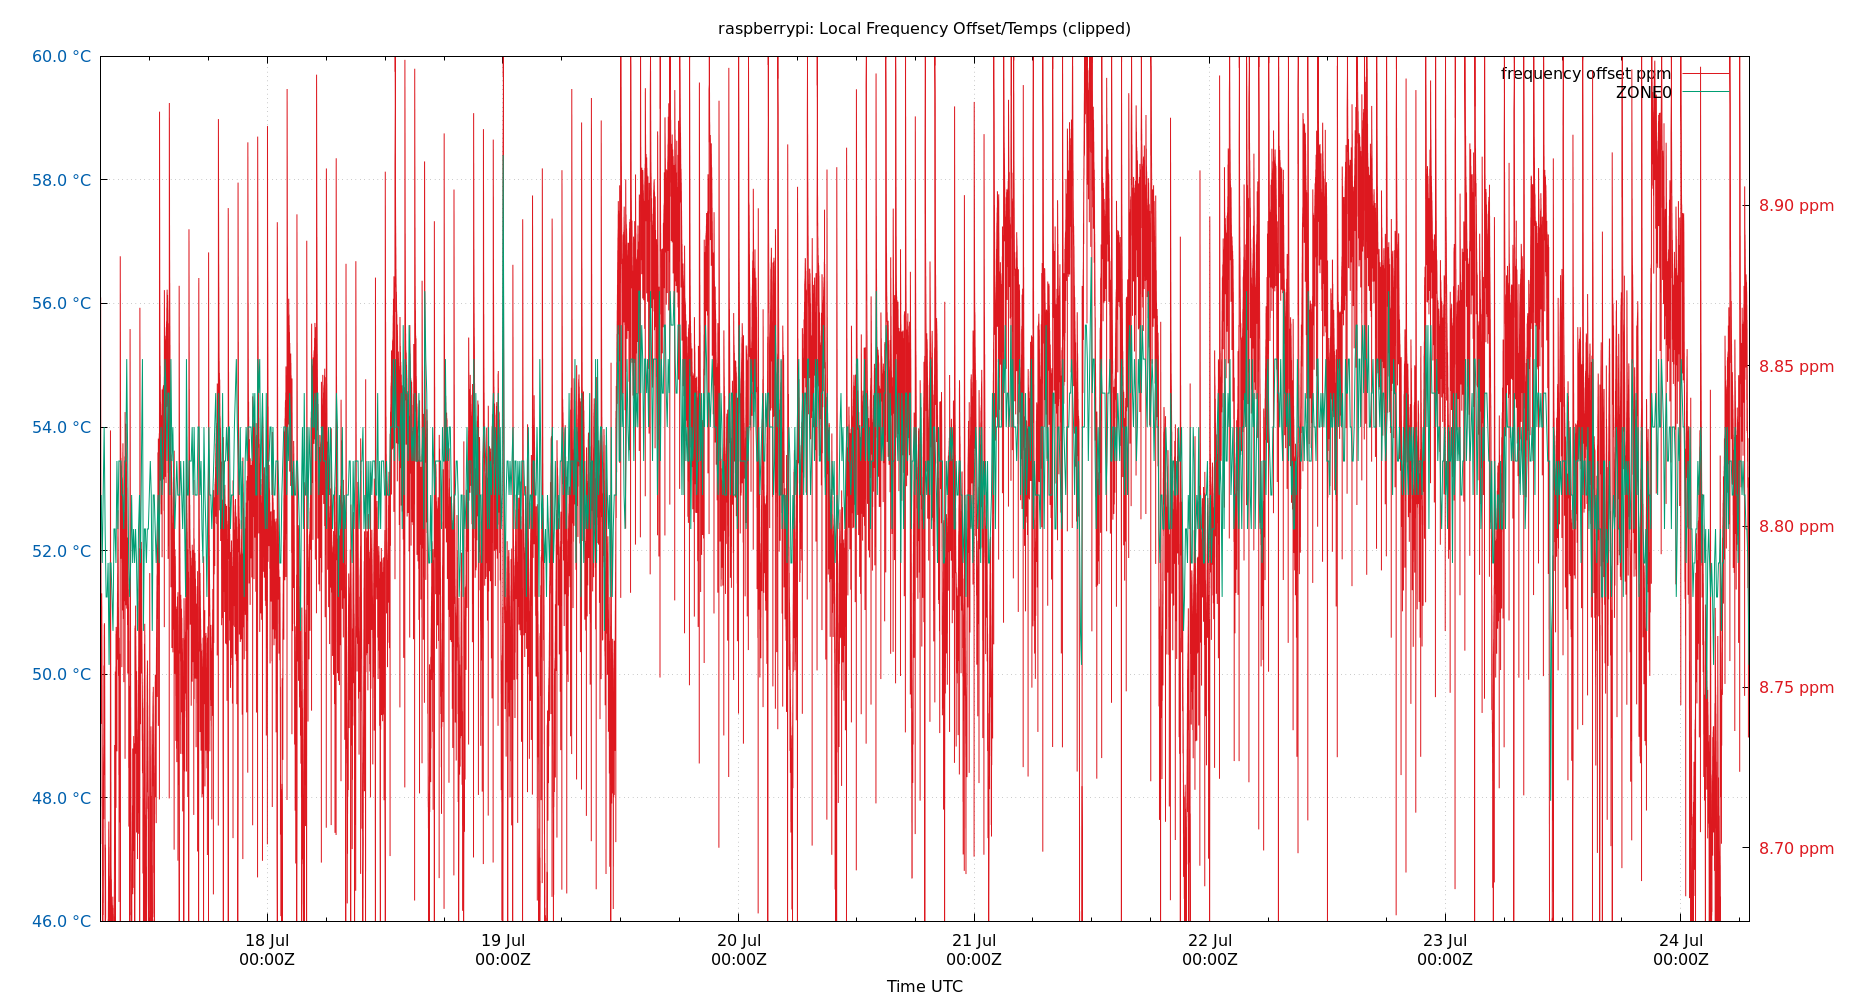 raspberrypi: Local Frequency Offset/Temps (clipped)
60.0 °C
58.0 °C
56.0 °C
54.0 °C
52.0 °C
50.0 °C
48.0 °C
46.0 °C
frequency offset ppm
ZONE0
8.90 ppm
8.85 ppm
8.80 ppm
8.75 ppm
8.70 ppm
18 Jul
00:00Z
19 Jul
00:00Z
20 Jul
00:00Z
21 Jul
00:00Z
22 Jul
00:00Z
23 Jul
00:00Z
24 Jul
00:00Z
Time UTC